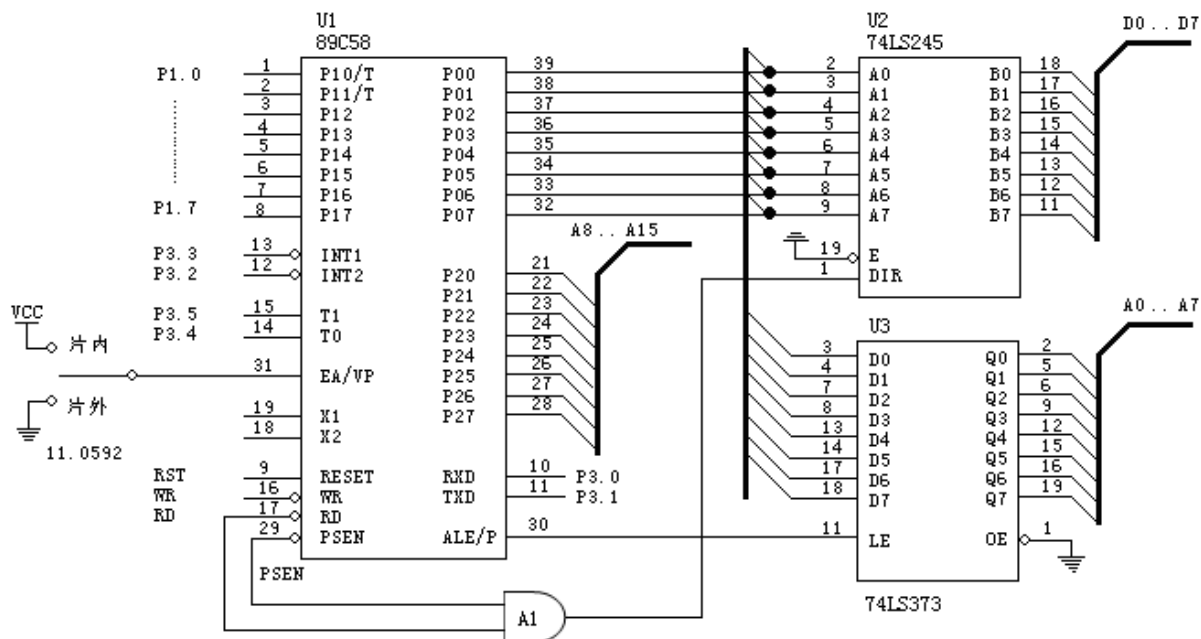 U1
89C58
U2
74LS245
D0..D7
P1.0
P1.7
P3.3
P3.2
P3.5
P3.4
VCC
片内
片外
11.0592
RST
WR
RD
1
2
3
4
5
6
7
8
13
12
15
14
31
19
18
9
16
17
29
P10/T
P11/T
P12
P13
P14
P15
P16
P17
INT1
INT2
T1
T0
EA/VP
X1
X2
RESET
WR
RD
PSEN
P00
P01
P02
P03
P04
P05
P06
P07
P20
P21
P22
P23
P24
P25
P26
P27
RXD
TXD
ALE/P
39
38
37
36
35
34
33
32
21
22
23
24
25
26
27
28
10
11
30
P3.0
P3.1
A8..A15
2
3
4
5
6
7
8
9
19
1
A0
A1
A2
A3
A4
A5
A6
A7
E
DIR
B0
B1
B2
B3
B4
B5
B6
B7
18
17
16
15
14
13
12
11
U3
A0..A7
3
4
7
8
13
14
17
18
11
D0
D1
D2
D3
D4
D5
D6
D7
LE
Q0
Q1
Q2
Q3
Q4
Q5
Q6
Q7
OE
2
5
6
9
12
15
16
19
1
74LS373
PSEN
A1